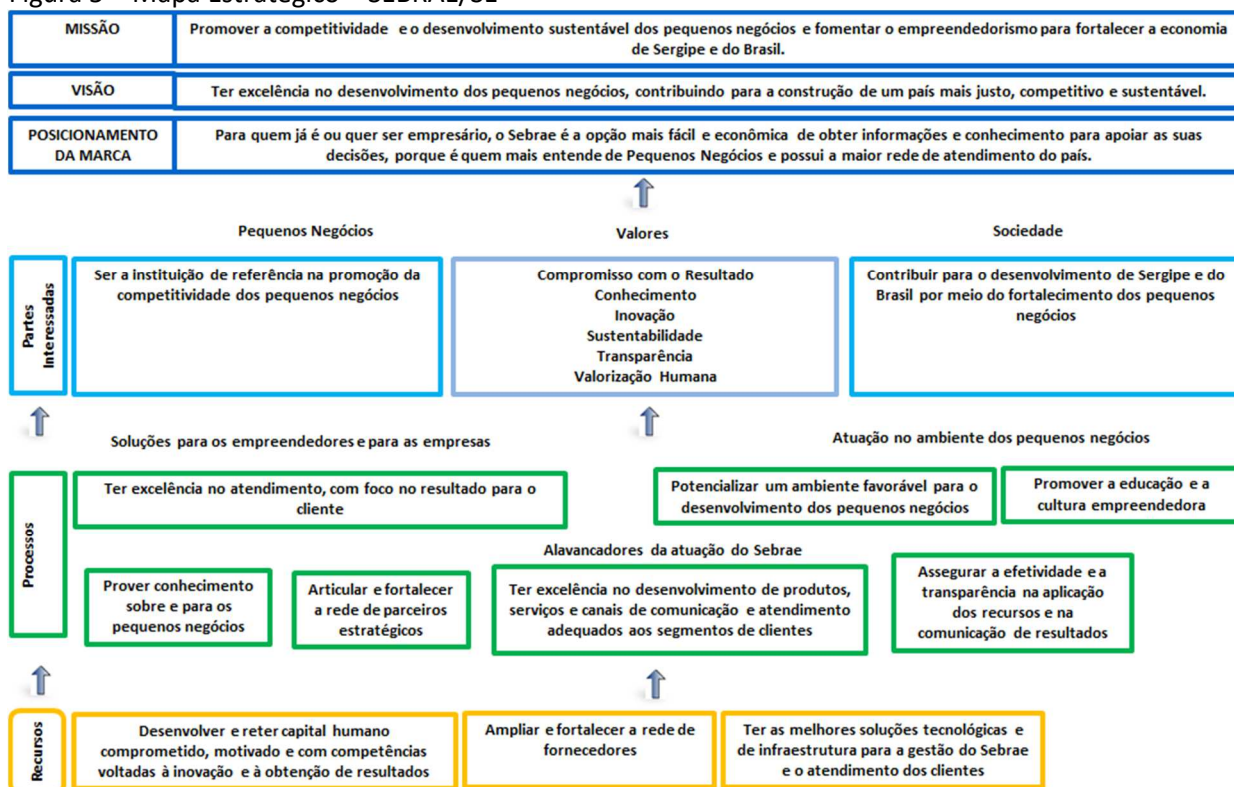 Figura 3 – Mapa Estratégico – SEBRAE/SE
MISSÃO
Promover a competitividade e o desenvolvimento sustentável dos pequenos negócios e fomentar o empreendedorismo para fortalecer a economia
de Sergipe e do Brasil.
VISÃO
Ter excelência no desenvolvimento dos pequenos negócios, contribuindo para a construção de um país mais justo, competitivo e sustentável.
POSICIONAMENTO
DA MARCA
Para quem já é ou quer ser empresário, o Sebrae é a opção mais fácil e econômica de obter informações e conhecimento para apoiar as suas
decisões, porque é quem mais entende de Pequenos Negócios e possui a maior rede de atendimento do país.
Pequenos Negócios
Valores
Sociedade
Partes
Interessadas
Ser a instituição de referência na promoção da
competitividade dos pequenos negócios
Compromisso com o Resultado
Conhecimento
Inovação
Sustentabilidade
Transparência
Valorização Humana
Contribuir para o desenvolvimento de Sergipe e do
Brasil por meio do fortalecimento dos pequenos
negócios
Soluções para os empreendedores e para as empresas
Atuação no ambiente dos pequenos negócios
Processos
Ter excelência no atendimento, com foco no resultado para o
cliente
Potencializar um ambiente favorável para o
desenvolvimento dos pequenos negócios
Promover a educação e a
cultura empreendedora
Alavancadores da atuação do Sebrae
Prover conhecimento
sobre e para os
pequenos negócios
Articular e fortalecer
a rede de parceiros
estratégicos
Ter excelência no desenvolvimento de produtos,
serviços e canais de comunicação e atendimento
adequados aos segmentos de clientes
Assegurar a efetividade e a
transparência na aplicação
dos recursos e na
comunicação de resultados
Recursos
Desenvolver e reter capital humano
comprometido, motivado e com competências
voltadas à inovação e à obtenção de resultados
Ampliar e fortalecer a rede de
fornecedores
Ter as melhores soluções tecnológicas e
de infraestrutura para a gestão do Sebrae
e o atendimento dos clientes